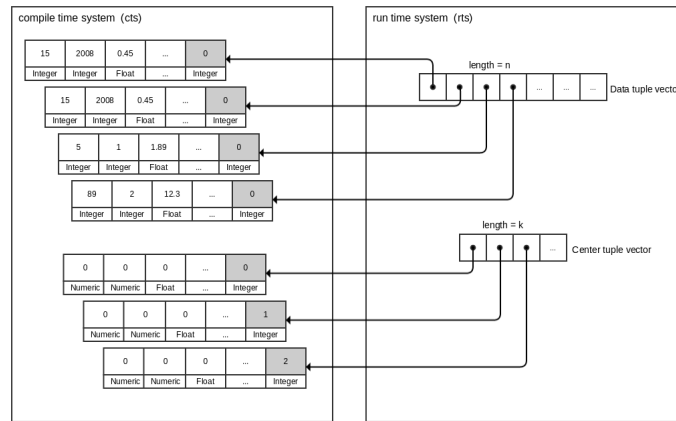 compile time system (cts)
run time system (rts)
15 2008 0.45 ... 0
Integer Integer Float ... Integer
length = n
... ... ...
Data tuple vector
15 2008 0.45 ... 0
Integer Integer Float ... Integer
5 1 1.89 ... 0
Integer Integer Float ... Integer
89 2 12.3 ... 0
Integer Integer Float ... Integer
length = k
...
Center tuple vector
0 0 0 ... 0
Numeric Numeric Float ... Integer
0 0 0 ... 1
Numeric Numeric Float ... Integer
0 0 0 ... 2
Numeric Numeric Float ... Integer